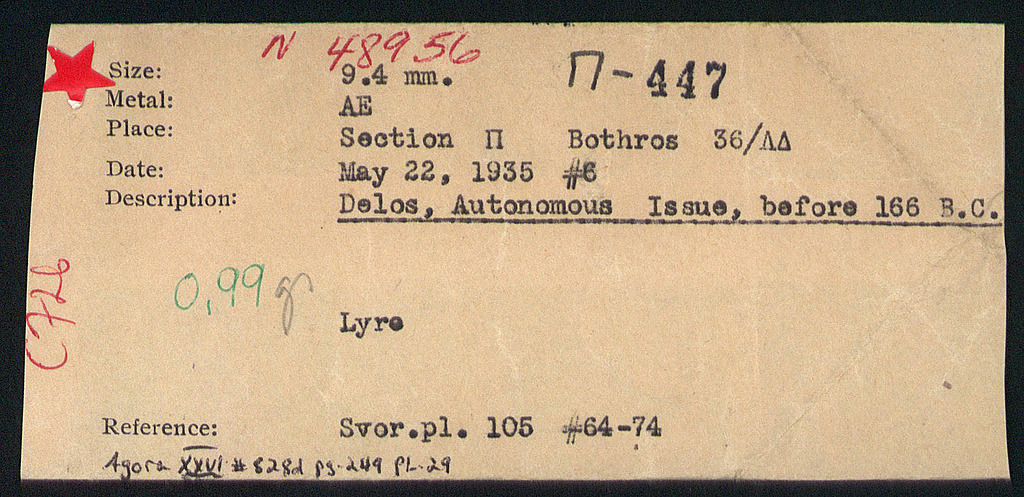 N 48956
Π-447
Size: 9.4 mm.
Metal: AE
Place: Section Π Bothros 36/ΛΔ
Date: May 22, 1935 #6
Description: Delos, Autonomous Issue, before 166 B.C.
C726
0,99 gr
Lyre
Reference: Svor.pl. 105 #64-74
Agora XXVI # 828d pg. 249 PL. 29